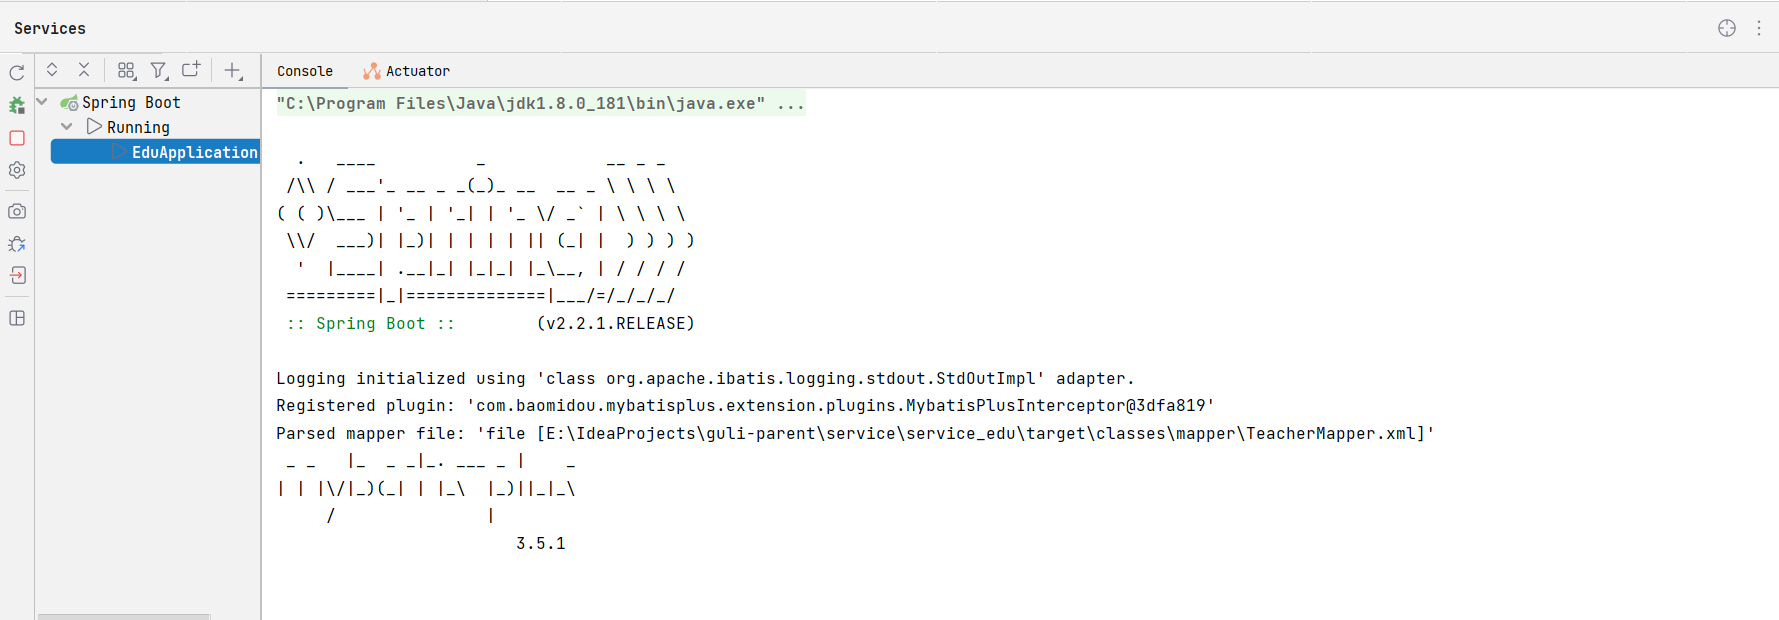 Services
Console
Actuator
Spring Boot
Running
EduApplication
"C:\Program Files\Java\jdk1.8.0_181\bin\java.exe" ...
  .   ____          _            __ _ _
 /\\ / ___'_ __ _ _(_)_ __  __ _ \ \ \ \
( ( )\___ | '_ | '_| | '_ \/ _` | \ \ \ \
 \\/  ___)| |_)| | | | | || (_| |  ) ) ) )
  '  |____| .__|_| |_|_| |_\__, | / / / /
 =========|_|==============|___/=/_/_/_/
 :: Spring Boot ::        (v2.2.1.RELEASE)
Logging initialized using 'class org.apache.ibatis.logging.stdout.StdOutImpl' adapter.
Registered plugin: 'com.baomidou.mybatisplus.extension.plugins.MybatisPlusInterceptor@3dfa819'
Parsed mapper file: 'file [E:\IdeaProjects\guli-parent\service\service_edu\target\classes\mapper\TeacherMapper.xml]'
 _ _   |_  _ _|_. ___ _ |    _
| | |\/|_)(_| | |_\  |_)||_|_\
     /               |
                        3.5.1